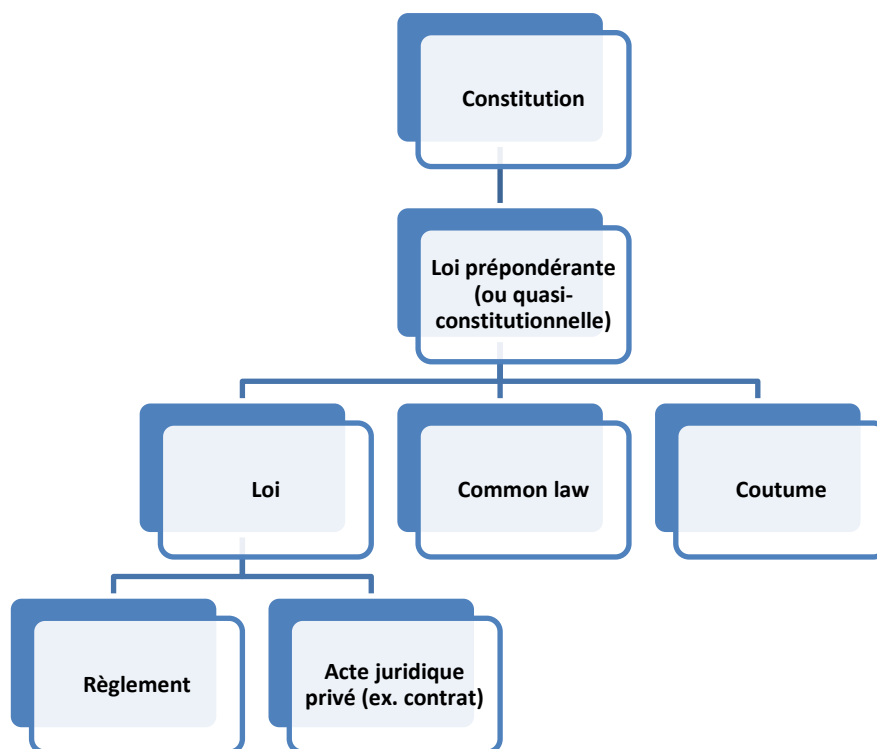 Constitution
Loi prépondérante
(ou quasi-
constitutionnelle)
Loi
Common law
Coutume
Règlement
Acte juridique
privé (ex. contrat)